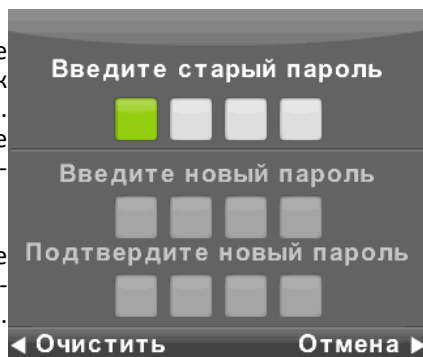 Введите старый пароль
Введите новый пароль
Подтвердите новый пароль
◄ Очистить Отмена ►